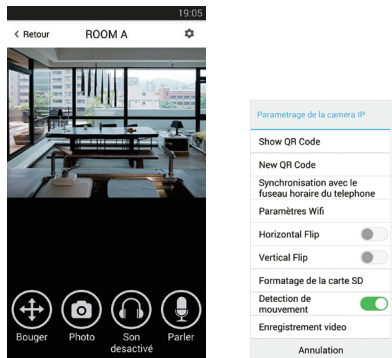 19:05
< Retour ROOM A
Bouger Photo Son desactivé Parler
Paramétrage de la caméra IP
Show QR Code
New QR Code
Synchronisation avec le
fuseau horaire du telephone
Paramètres Wifi
Horizontal Flip
Vertical Flip
Formatage de la carte SD
Detection de
mouvement
Enregistrement video
Annulation